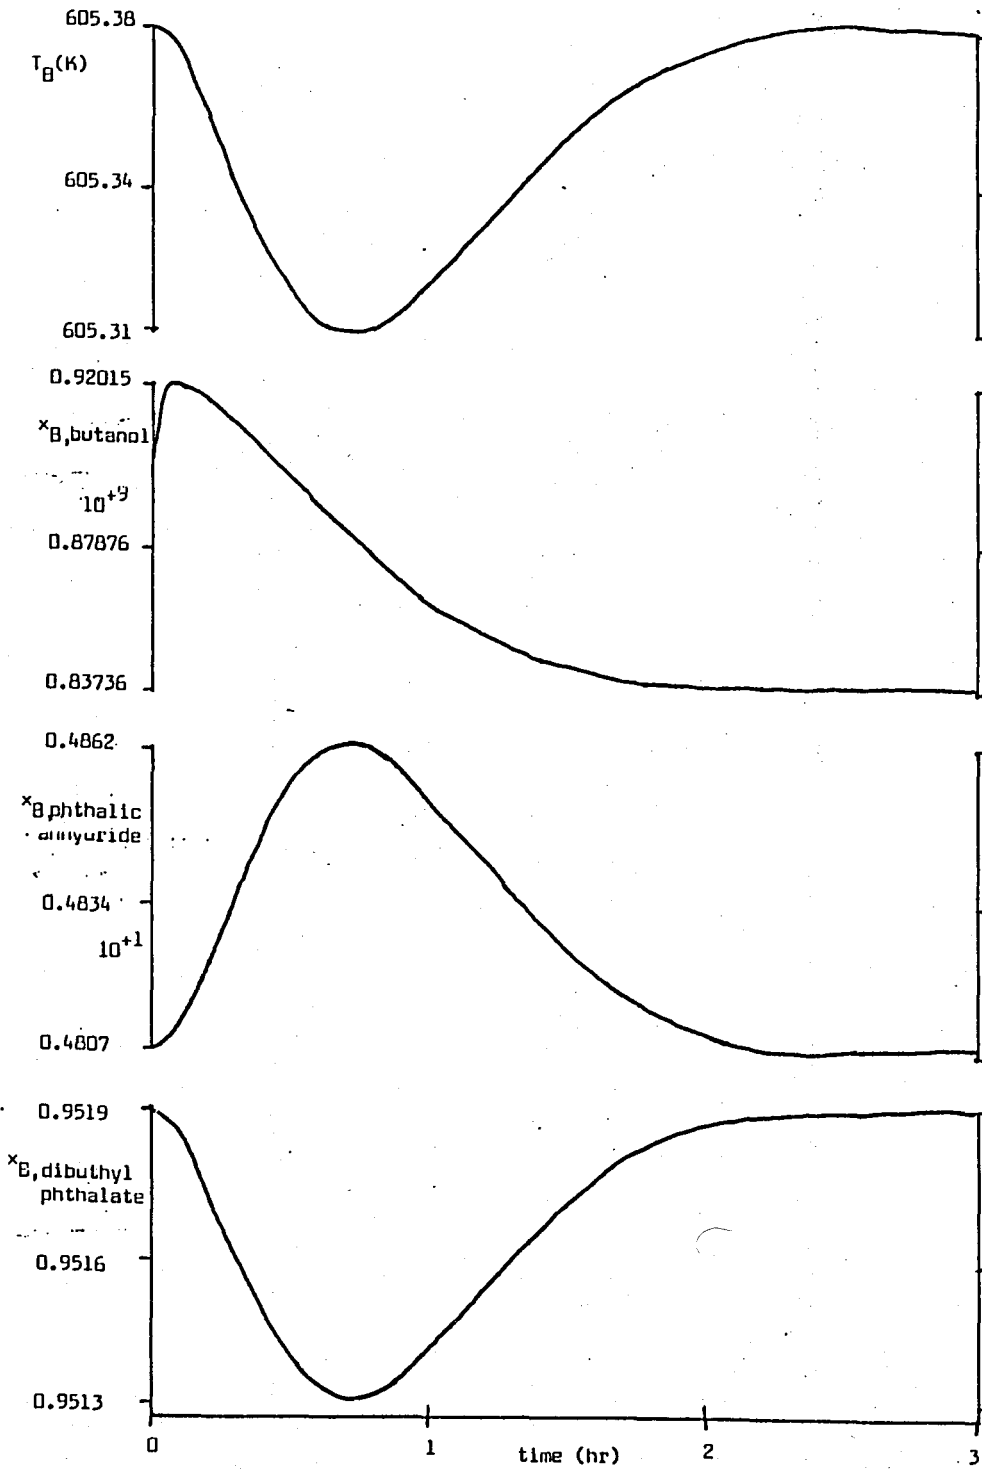 605.38
T_B(K)
605.34
605.31
0.92015
x_B,butanol
10^+9
0.87876
0.83736
0.4862
x_B,phthalic
0.4834
10^+1
0.4807
0.9519
x_B,dibuthyl
phthalate
0.9516
0.9513
0 1 2 3
time (hr)